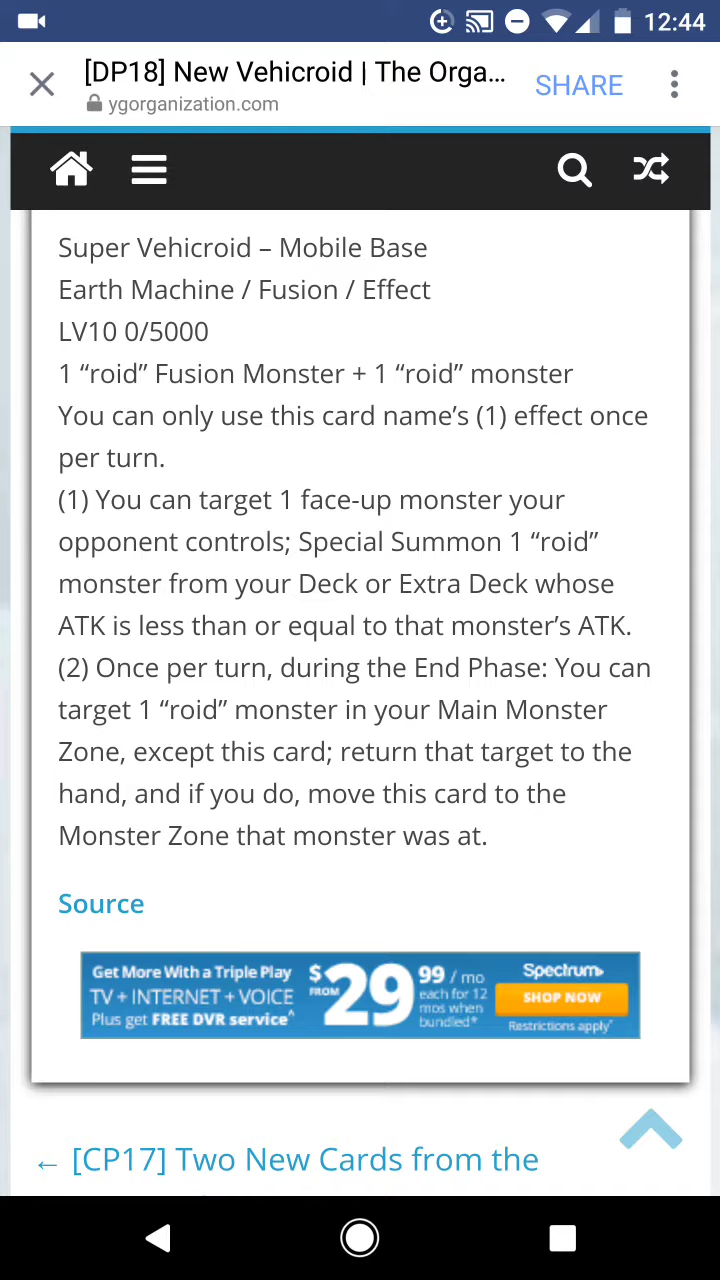 12:44
[DP18] New Vehicroid | The Orga...
SHARE
ygorganization.com
Super Vehicroid – Mobile Base
Earth Machine / Fusion / Effect
LV10 0/5000
1 “roid” Fusion Monster + 1 “roid” monster
You can only use this card name’s (1) effect once
per turn.
(1) You can target 1 face-up monster your
opponent controls; Special Summon 1 “roid”
monster from your Deck or Extra Deck whose
ATK is less than or equal to that monster’s ATK.
(2) Once per turn, during the End Phase: You can
target 1 “roid” monster in your Main Monster
Zone, except this card; return that target to the
hand, and if you do, move this card to the
Monster Zone that monster was at.
Source
Get More With a Triple Play
TV + INTERNET + VOICE
Plus get FREE DVR service^
FROM $29 99 / mo
each for 12
mos when
bundled*
Spectrum
SHOP NOW
Restrictions apply*
← [CP17] Two New Cards from the